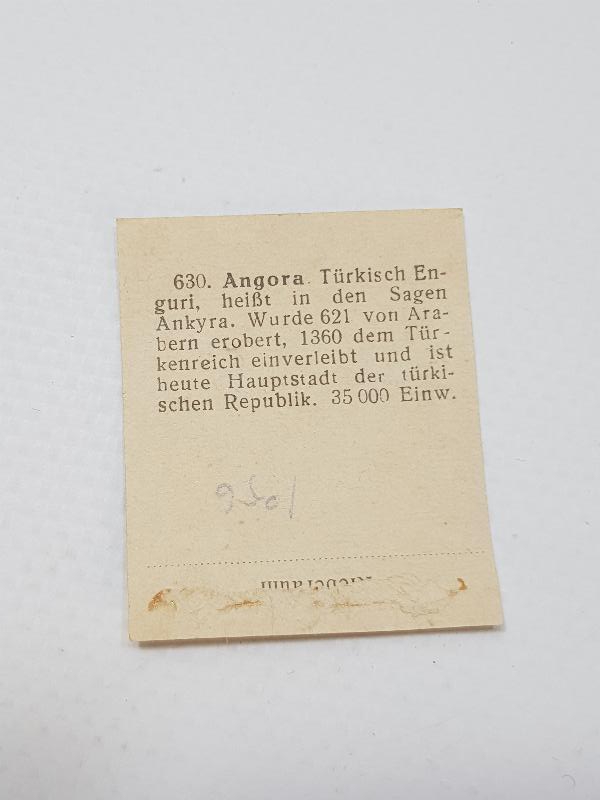 630. Angora. Türkisch En-
guri, heißt in den Sagen
Ankyra. Wurde 621 von Ara-
bern erobert, 1360 dem Tür-
kenreich einverleibt und ist
heute Hauptstadt der türki-
schen Republik. 35 000 Einw.
Kleberaum